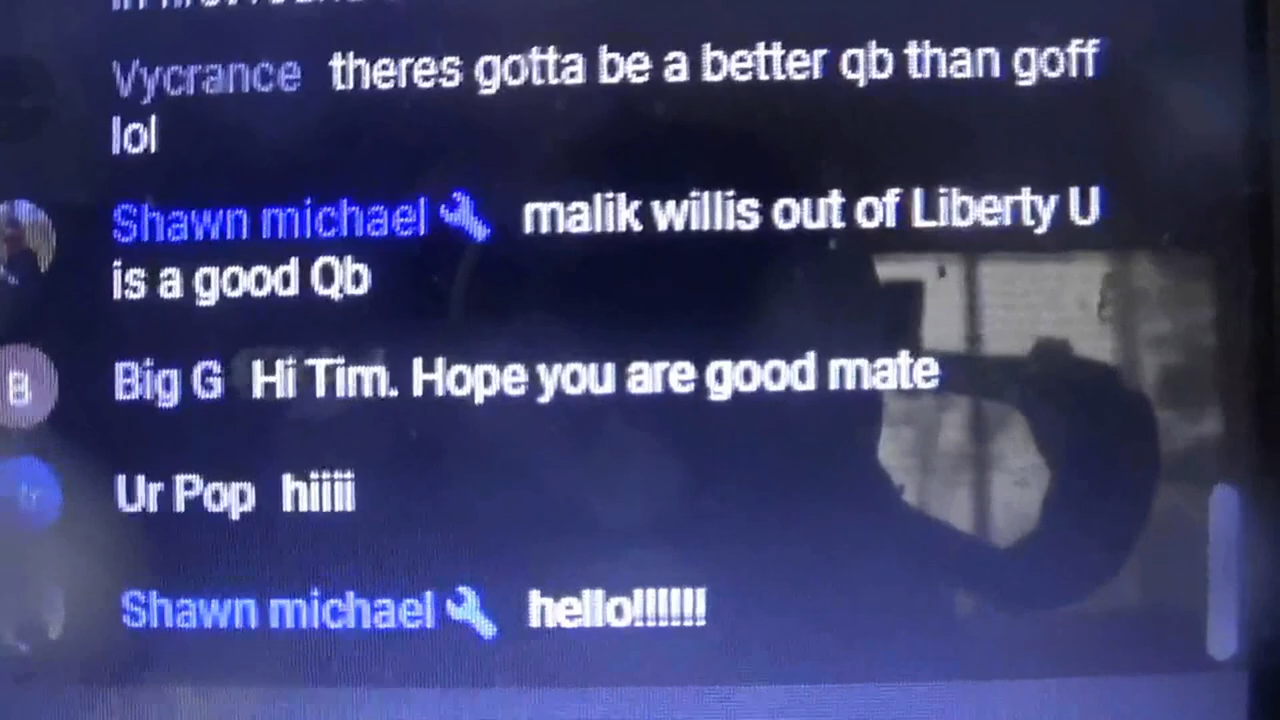 Vycrance theres gotta be a better qb than goff
lol
Shawn michael malik willis out of Liberty U
is a good Qb
B
Big G Hi Tim. Hope you are good mate
Ur Pop hiiii
Shawn michael hello!!!!!!